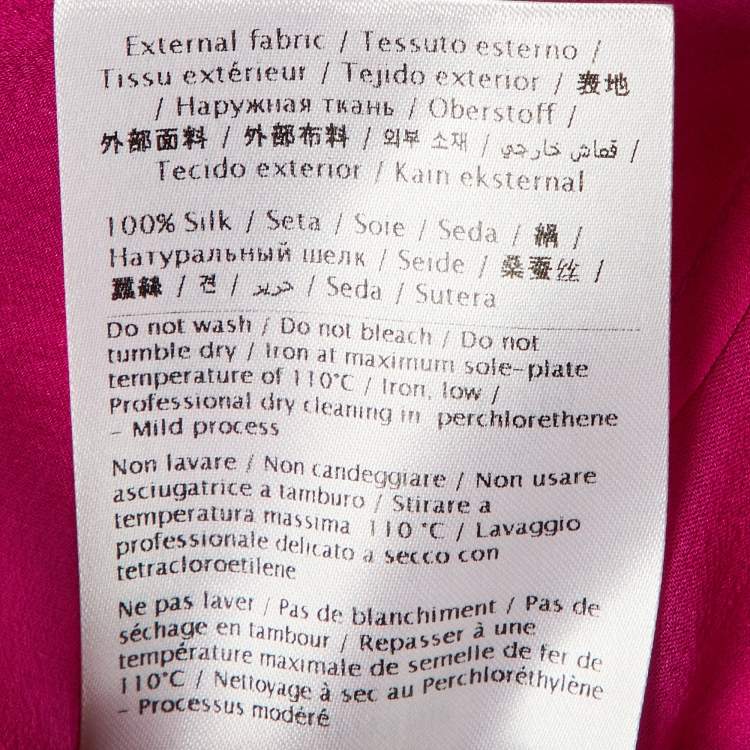 External fabric / Tessuto esterno /
Tissu extérieur / Tejido exterior / 表地
/ Наружная ткань / Oberstoff /
外部面料 / 外部布料 / 외부 소재 / قماش خارجي /
Tecido exterior / Kain eksternal
100% Silk / Seta / Soie / Seda / 絹 /
Натуральный шелк / Seide / 桑蚕丝 /
蠶絲 / 견 / حرير / Seda / Sutera
Do not wash / Do not bleach / Do not
tumble dry / Iron at maximum sole-plate
temperature of 110°C / Iron, low /
Professional dry cleaning in perchlorethene
- Mild process
Non lavare / Non candeggiare / Non usare
asciugatrice a tamburo / Stirare a
temperatura massima 110 °C / Lavaggio
professionale delicato a secco con
tetracloroetilene
Ne pas laver / Pas de blanchiment / Pas de
séchage en tambour / Repasser à une
température maximale de semelle de fer de
110°C / Nettoyage à sec au Perchloréthylène
- Processus modéré